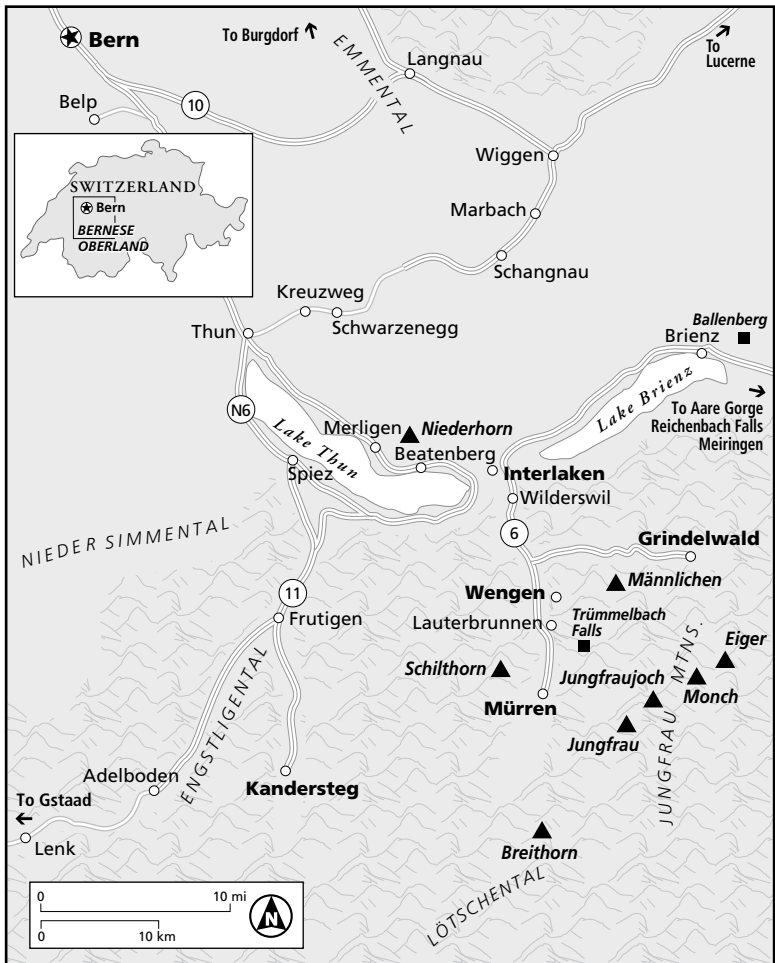 To Burgdorf
To
Lucerne
Bern
EMMENTAL
Langnau
Belp
10
Wiggen
SWITZERLAND
Bern
BERNESE
OBERLAND
Marbach
Schangnau
Kreuzweg
Schwarzenegg
Thun
Ballenberg
Brienz
N6
Lake Thun
Lake Brienz
To Aare Gorge
Reichenbach Falls
Meiringen
Merligen
Niederhorn
Beatenberg
Spiez
Interlaken
Wilderswil
NIEDER SIMMENTAL
6
Grindelwald
11
Männlichen
Wengen
Frutigen
Lauterbrunnen
Trümmelbach
Falls
Eiger
Schilthorn
Jungfraujoch
Monch
Mürren
Jungfrau
JUNGFRAU MTNS.
ENGSTLIGENTAL
Adelboden
Kandersteg
To Gstaad
Lenk
Breithorn
LÖTSCHENTAL
0 10 mi
0 10 km
N